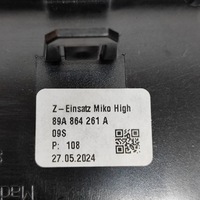 Z-Einsatz Miko High
89A 864 261 A
09S
P: 108
27.05.2024